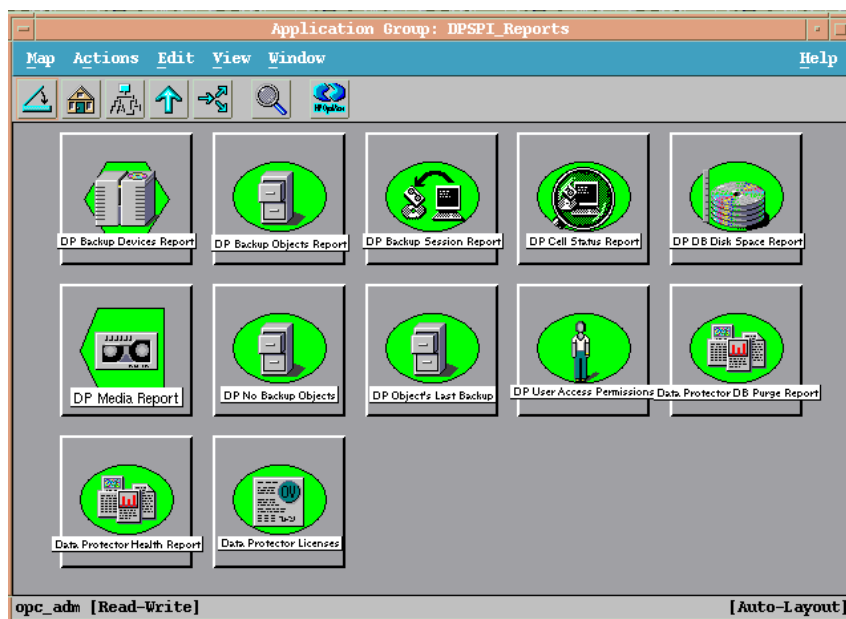 Application Group: DPSPI_Reports
Map Actions Edit View Window Help
HP OpenView
DP Backup Devices Report
DP Backup Objects Report
DP Backup Session Report
DP Cell Status Report
DP DB Disk Space Report
DP Media Report
DP No Backup Objects
DP Object's Last Backup
DP User Access Permissions
Data Protector DB Purge Report
Data Protector Health Report
OV
Data Protector Licenses
opc_adm [Read-Write] [Auto-Layout]